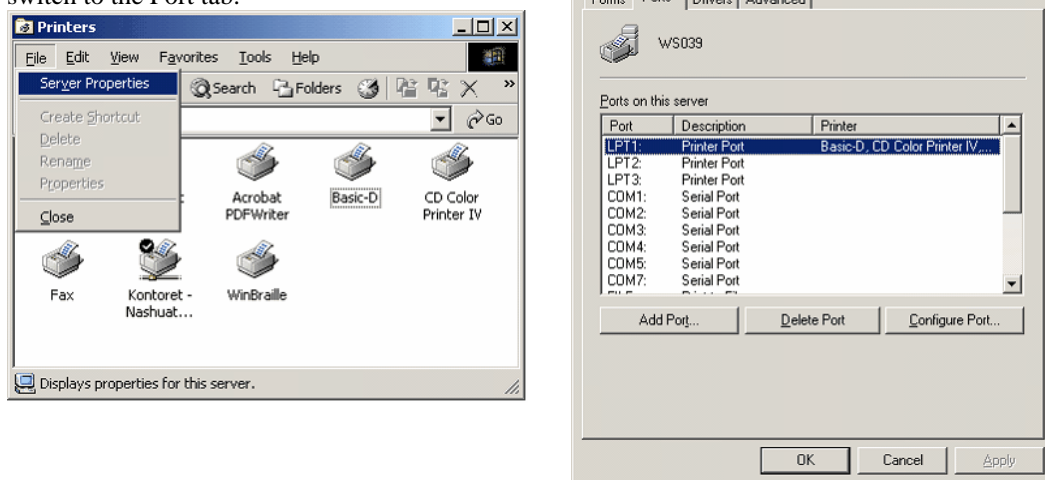 switch to the Port tab.
Printers
File Edit View Favorites Tools Help
Server Properties
Create Shortcut
Delete
Rename
Properties
Close
Search Folders »
Go
Acrobat
PDFWriter
Basic-D
CD Color
Printer IV
Fax
Kontoret -
Nashuat...
WinBraille
Displays properties for this server.
Forms Drivers Advanced
WS039
Ports on this server
Port Description Printer
LPT1: Printer Port Basic-D, CD Color Printer IV,...
LPT2: Printer Port
LPT3: Printer Port
COM1: Serial Port
COM2: Serial Port
COM3: Serial Port
COM4: Serial Port
COM5: Serial Port
COM7: Serial Port
Add Port... Delete Port Configure Port...
OK Cancel Apply